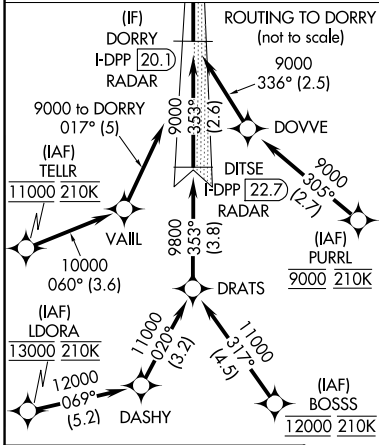 (IF)
DORRY
I-DPP 20.1
RADAR
ROUTING TO DORRY
(not to scale)
9000
336° (2.5)
9000 to DORRY
017° (5)
9000
353°
(2.6)
DOVVE
(IAF)
TELLR
11000 210K
DITSE
I-DPP 22.7
RADAR
9000
305°
(2.7)
VAIIL
(IAF)
PURRL
9000 210K
10000
060° (3.6)
9800
353°
(3.8)
(IAF)
LDORA
13000 210K
DRATS
11000
020°
(3.2)
11000
317°
(4.5)
12000
069°
(5.2)
DASHY
(IAF)
BOSSS
12000 210K